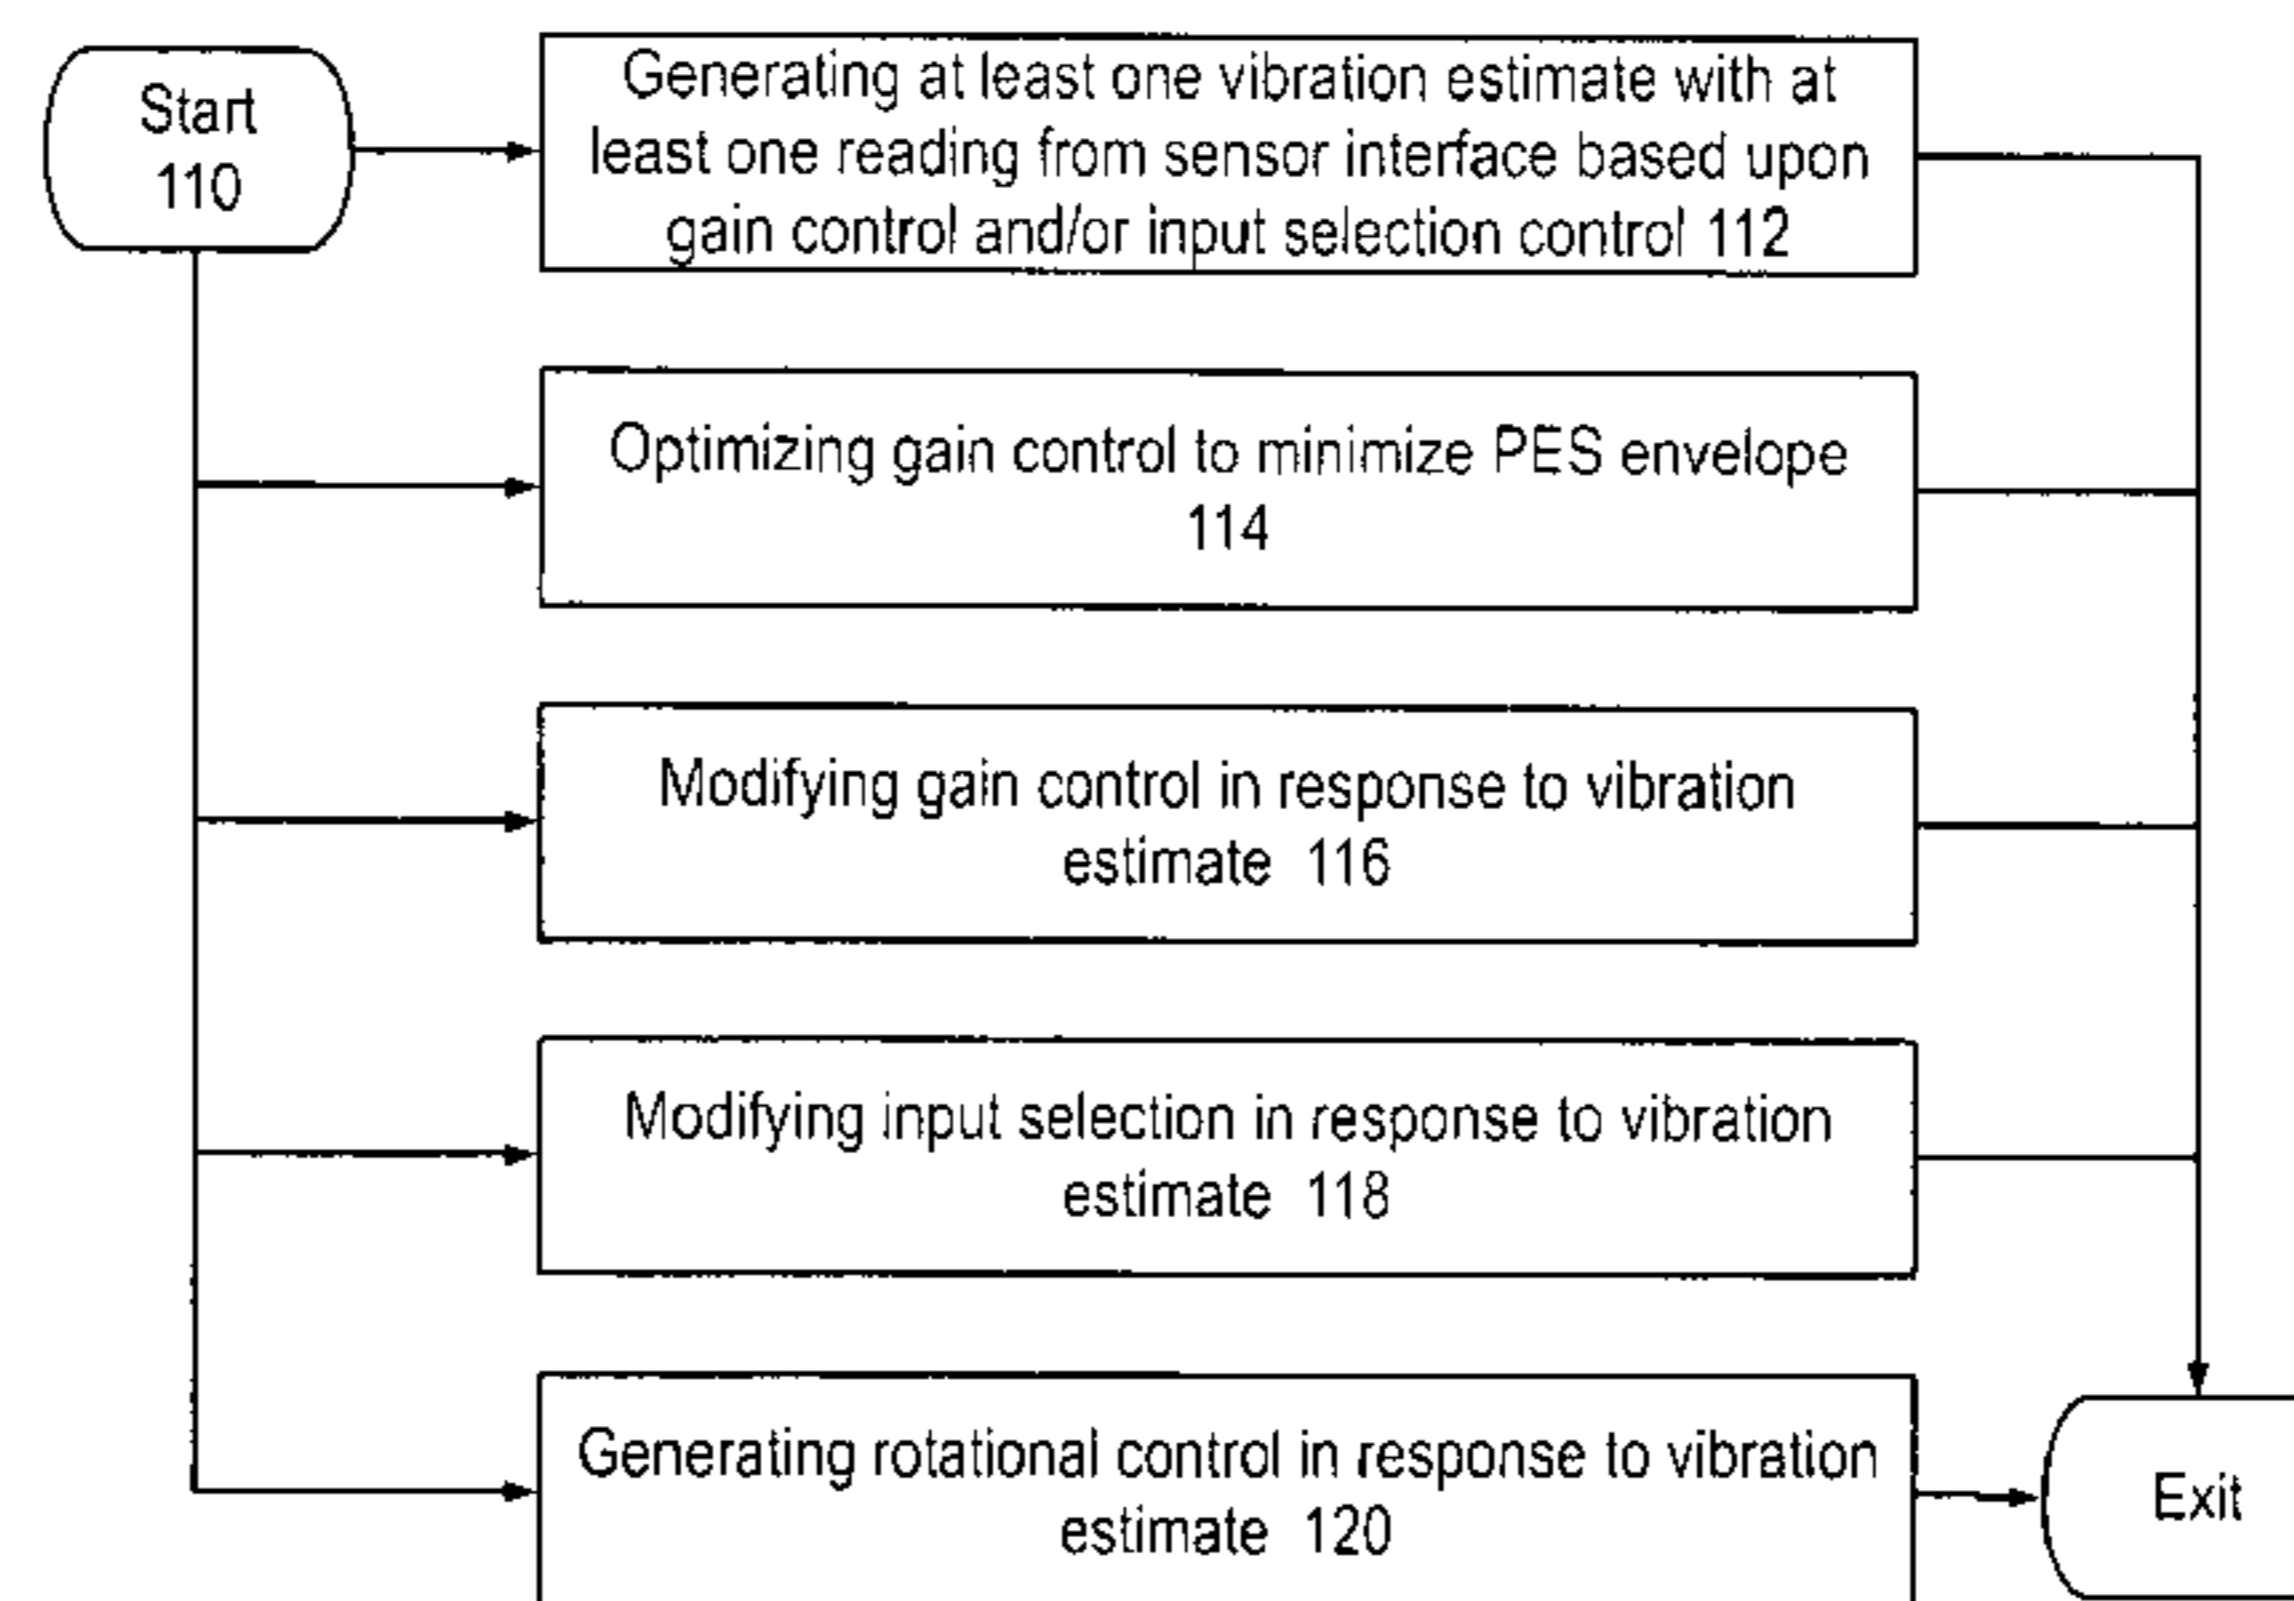 Start
110
Generating at least one vibration estimate with at
least one reading from sensor interface based upon
gain control and/or input selection control 112
Optimizing gain control to minimize PES envelope
114
Modifying gain control in response to vibration
estimate 116
Modifying input selection in response to vibration
estimate 118
Generating rotational control in response to vibration
estimate 120
Exit